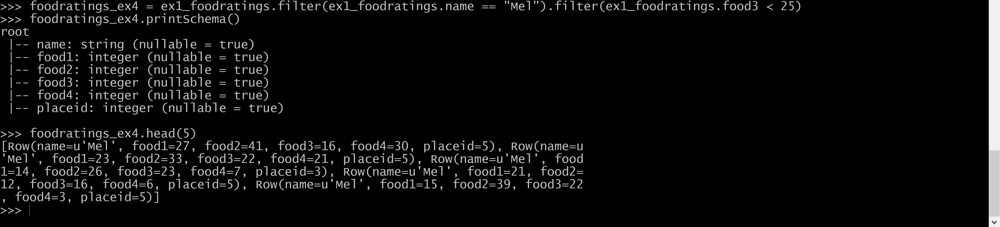 >>> foodratings_ex4 = ex1_foodratings.filter(ex1_foodratings.name == "Mel").filter(ex1_foodratings.food3 < 25)
>>> foodratings_ex4.printSchema()
root
 |-- name: string (nullable = true)
 |-- food1: integer (nullable = true)
 |-- food2: integer (nullable = true)
 |-- food3: integer (nullable = true)
 |-- food4: integer (nullable = true)
 |-- placeid: integer (nullable = true)

>>> foodratings_ex4.head(5)
[Row(name=u'Mel', food1=27, food2=41, food3=16, food4=30, placeid=5), Row(name=u
'Mel', food1=23, food2=33, food3=22, food4=21, placeid=5), Row(name=u'Mel', food
1=14, food2=26, food3=23, food4=7, placeid=3), Row(name=u'Mel', food1=21, food2=
12, food3=16, food4=6, placeid=5), Row(name=u'Mel', food1=15, food2=39, food3=22
, food4=3, placeid=5)]
>>>